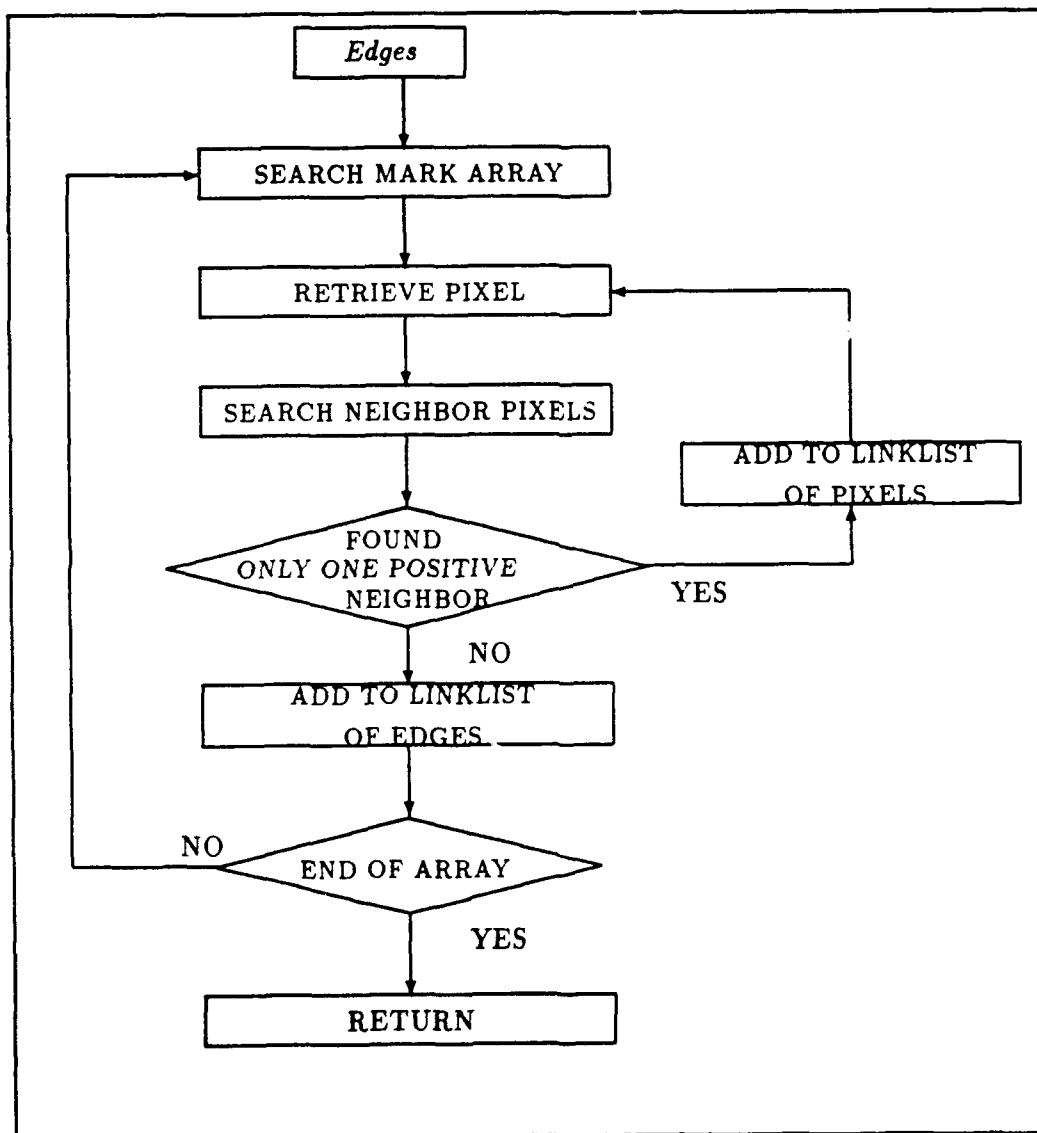 Edges
SEARCH MARK ARRAY
RETRIEVE PIXEL
SEARCH NEIGHBOR PIXELS
ADD TO LINKLIST
OF PIXELS
FOUND
ONLY ONE POSITIVE
NEIGHBOR
YES
NO
ADD TO LINKLIST
OF EDGES
NO
END OF ARRAY
YES
RETURN